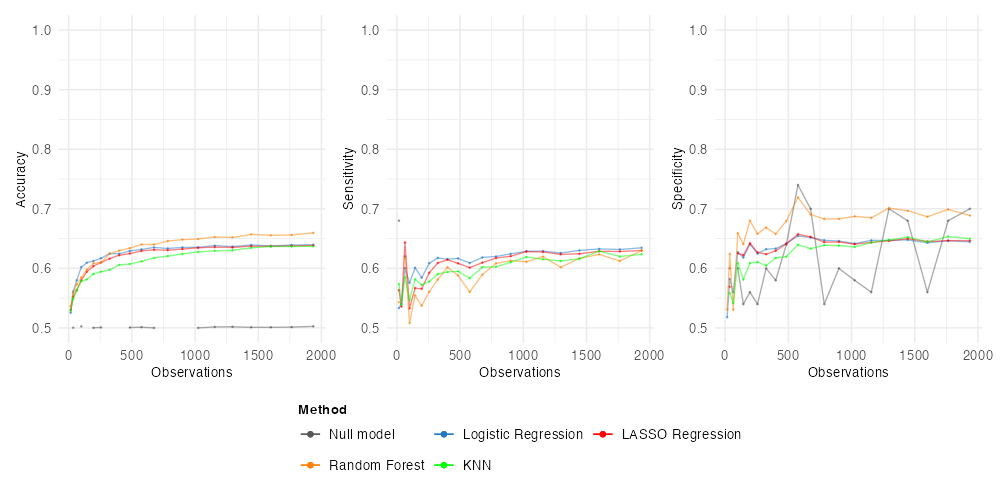 1.0
0.9
0.8
0.7
0.6
0.5
Accuracy
0 500 1000 1500 2000
Observations
1.0
0.9
0.8
0.7
0.6
0.5
Sensitivity
0 500 1000 1500 2000
Observations
1.0
0.9
0.8
0.7
0.6
0.5
Specificity
0 500 1000 1500 2000
Observations
Method
Null model Logistic Regression LASSO Regression
Random Forest KNN